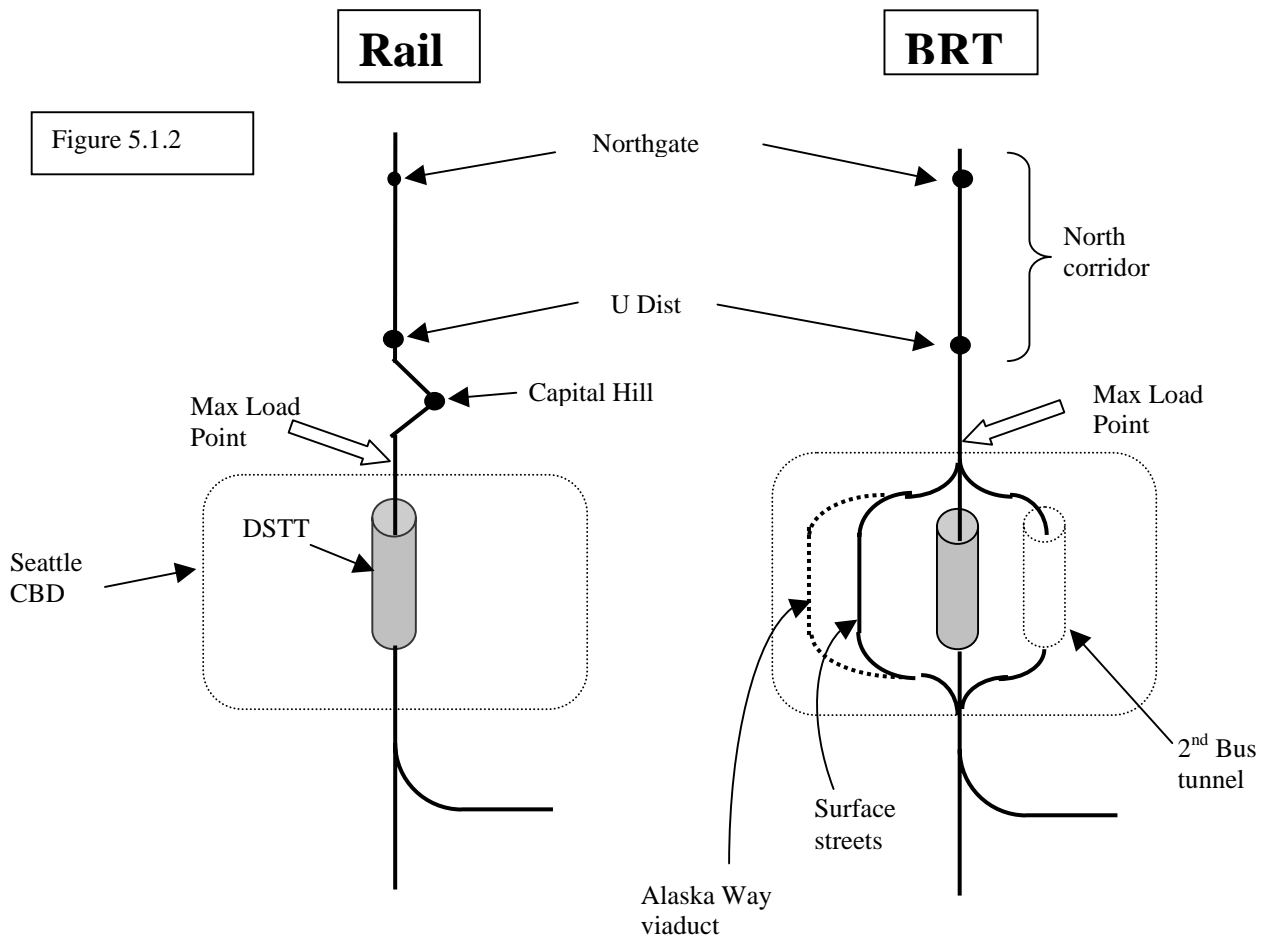 Rail
BRT
Figure 5.1.2
Northgate
North
corridor
U Dist
Capital Hill
Max Load
Point
Max Load
Point
DSTT
Seattle
CBD
2nd Bus
tunnel
Surface
streets
Alaska Way
viaduct